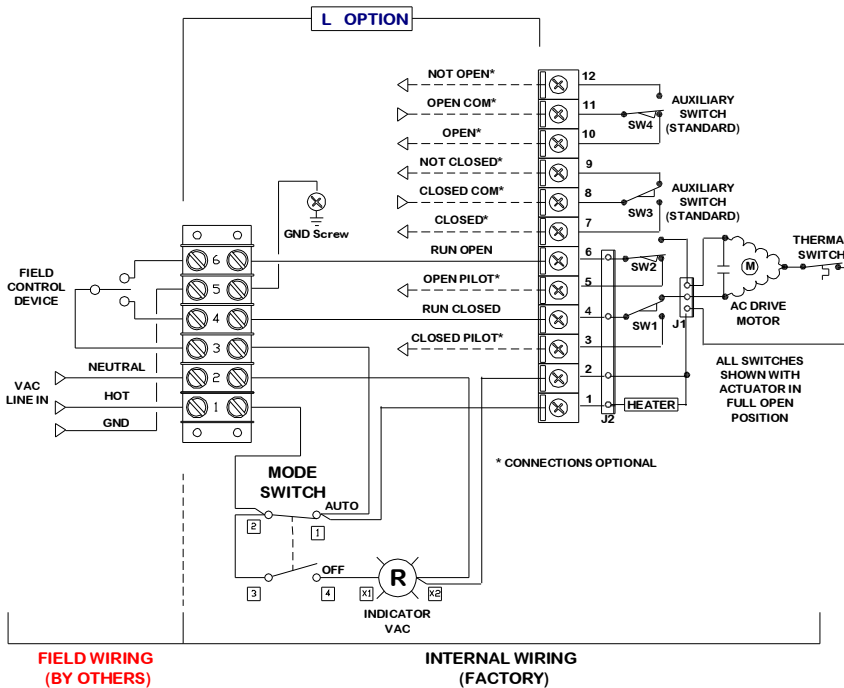 L OPTION
NOT OPEN*
12
OPEN COM*
11
AUXILIARY
SWITCH
(STANDARD)
SW4
OPEN*
10
NOT CLOSED*
9
CLOSED COM*
8
AUXILIARY
SWITCH
(STANDARD)
SW3
CLOSED*
7
GND Screw
RUN OPEN
6
6
SW2
M
THERMA
SWITCH
FIELD
CONTROL
DEVICE
5
OPEN PILOT*
5
AC DRIVE
MOTOR
4
RUN CLOSED
4
SW1
J1
3
CLOSED PILOT*
3
NEUTRAL
2
2
VAC
LINE IN
HOT
1
1
HEATER
J2
GND
ALL SWITCHES
SHOWN WITH
ACTUATOR IN
FULL OPEN
POSITION
* CONNECTIONS OPTIONAL
MODE
SWITCH
AUTO
2
1
OFF
3
4
X1
R
X2
INDICATOR
VAC
FIELD WIRING
(BY OTHERS)
INTERNAL WIRING
(FACTORY)